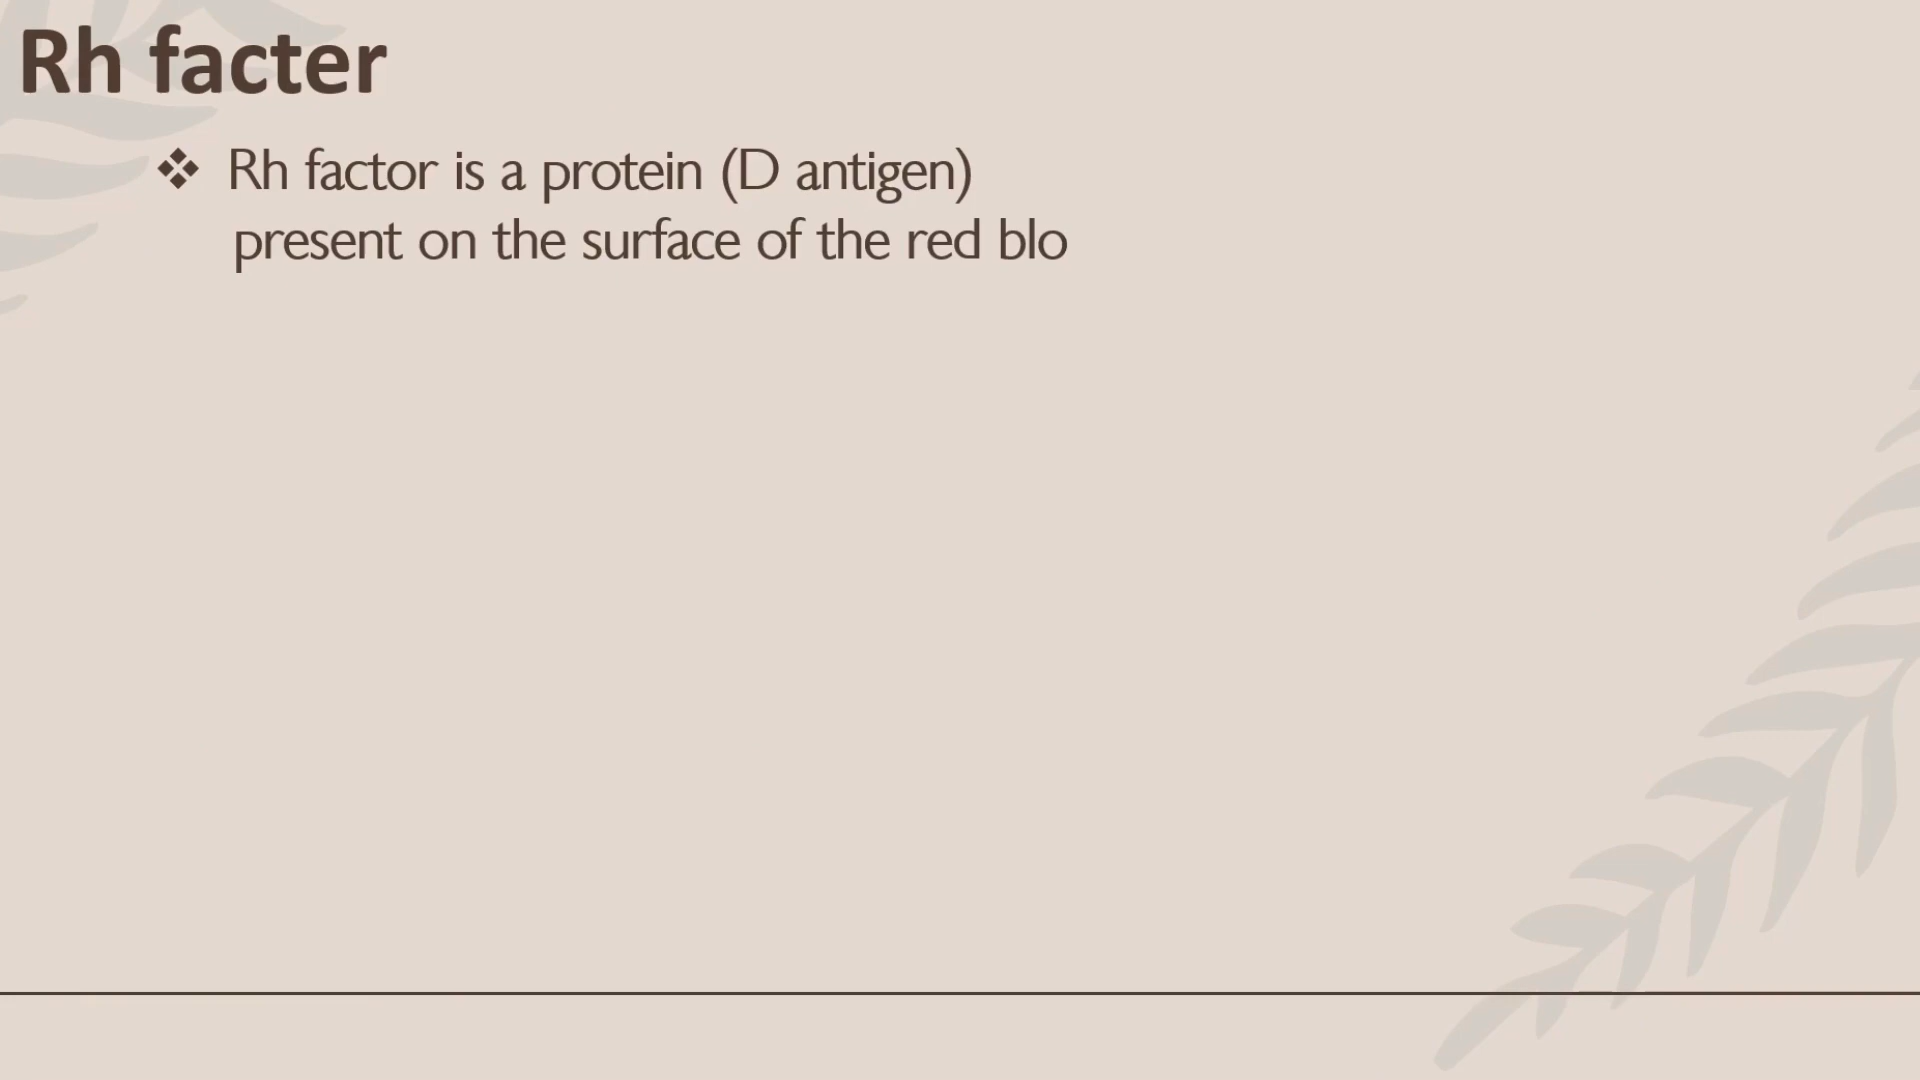 Rh facter
❖ Rh factor is a protein (D antigen)
present on the surface of the red blo